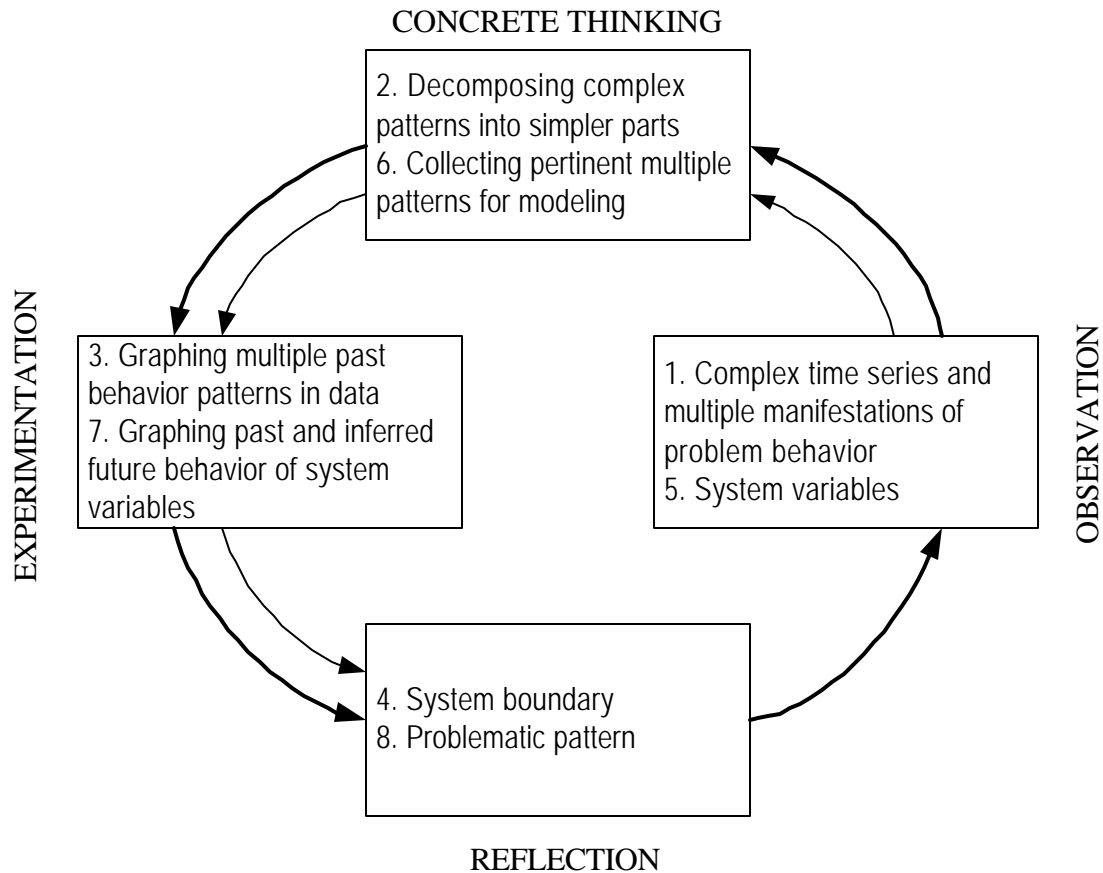 CONCRETE THINKING
2. Decomposing complex
patterns into simpler parts
6. Collecting pertinent multiple
patterns for modeling
EXPERIMENTATION
3. Graphing multiple past
behavior patterns in data
7. Graphing past and inferred
future behavior of system
variables
1. Complex time series and
multiple manifestations of
problem behavior
5. System variables
OBSERVATION
4. System boundary
8. Problematic pattern
REFLECTION